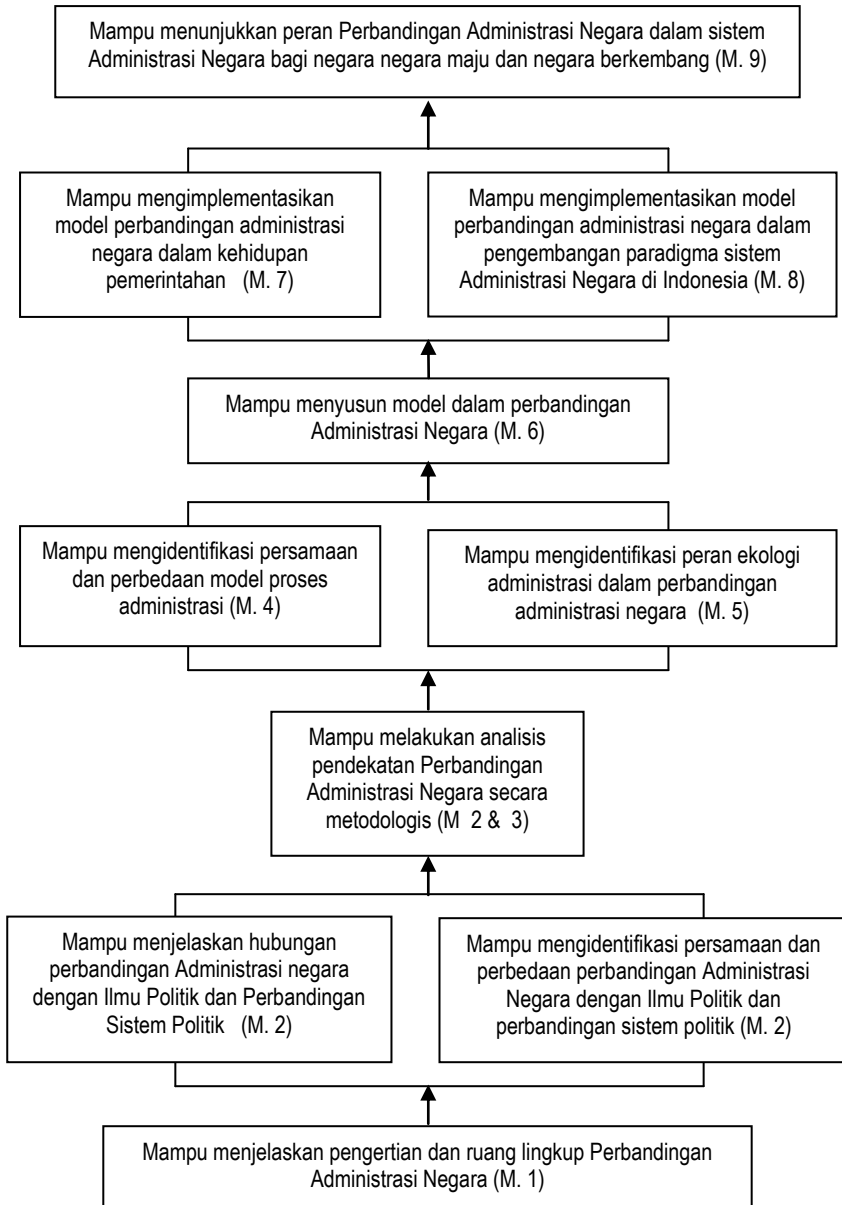 Mampu menunjukkan peran Perbandingan Administrasi Negara dalam sistem
Administrasi Negara bagi negara negara maju dan negara berkembang (M. 9)
Mampu mengimplementasikan
model perbandingan administrasi
negara dalam kehidupan
pemerintahan (M. 7)
Mampu mengimplementasikan model
perbandingan administrasi negara dalam
pengembangan paradigma sistem
Administrasi Negara di Indonesia (M. 8)
Mampu menyusun model dalam perbandingan
Administrasi Negara (M. 6)
Mampu mengidentifikasi persamaan
dan perbedaan model proses
administrasi (M. 4)
Mampu mengidentifikasi peran ekologi
administrasi dalam perbandingan
administrasi negara (M. 5)
Mampu melakukan analisis
pendekatan Perbandingan
Administrasi Negara secara
metodologis (M 2 & 3)
Mampu menjelaskan hubungan
perbandingan Administrasi negara
dengan Ilmu Politik dan Perbandingan
Sistem Politik (M. 2)
Mampu mengidentifikasi persamaan dan
perbedaan perbandingan Administrasi
Negara dengan Ilmu Politik dan
perbandingan sistem politik (M. 2)
Mampu menjelaskan pengertian dan ruang lingkup Perbandingan
Administrasi Negara (M. 1)